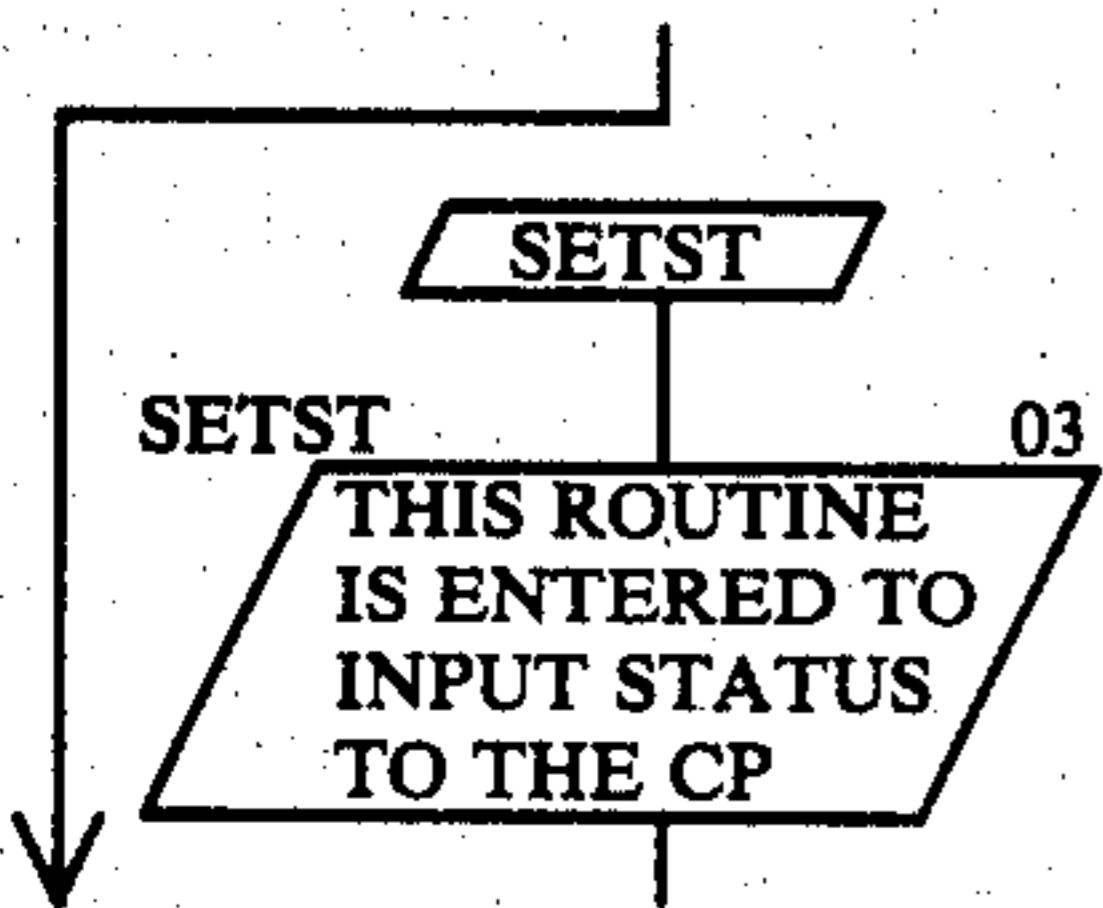 SETST
SETST 03
THIS ROUTINE
IS ENTERED TO
INPUT STATUS
TO THE CP